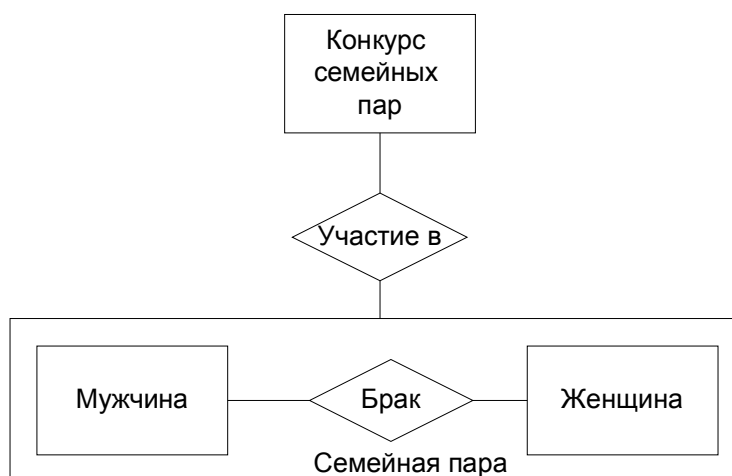 Конкурс
семейных
пар
Участие в
Мужчина
Брак
Женщина
Семейная пара